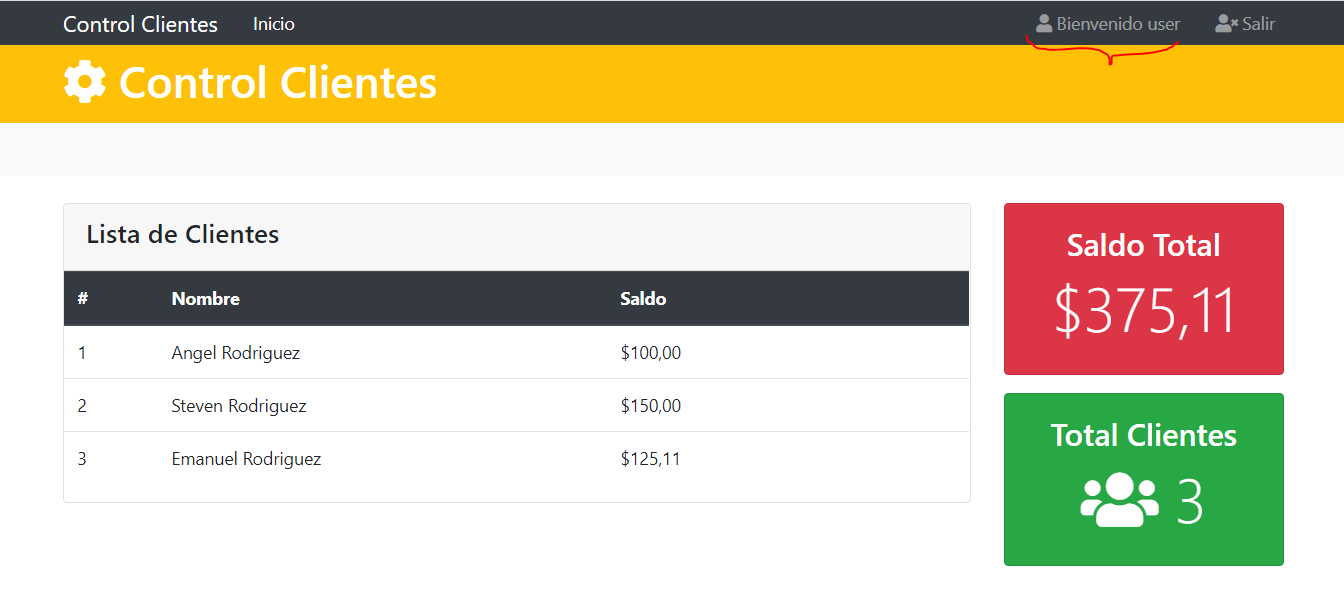 Control Clientes Inicio Bienvenido user Salir
Control Clientes
Lista de Clientes
# Nombre Saldo
1 Angel Rodriguez $100,00
2 Steven Rodriguez $150,00
3 Emanuel Rodriguez $125,11
Saldo Total
$375,11
Total Clientes
3